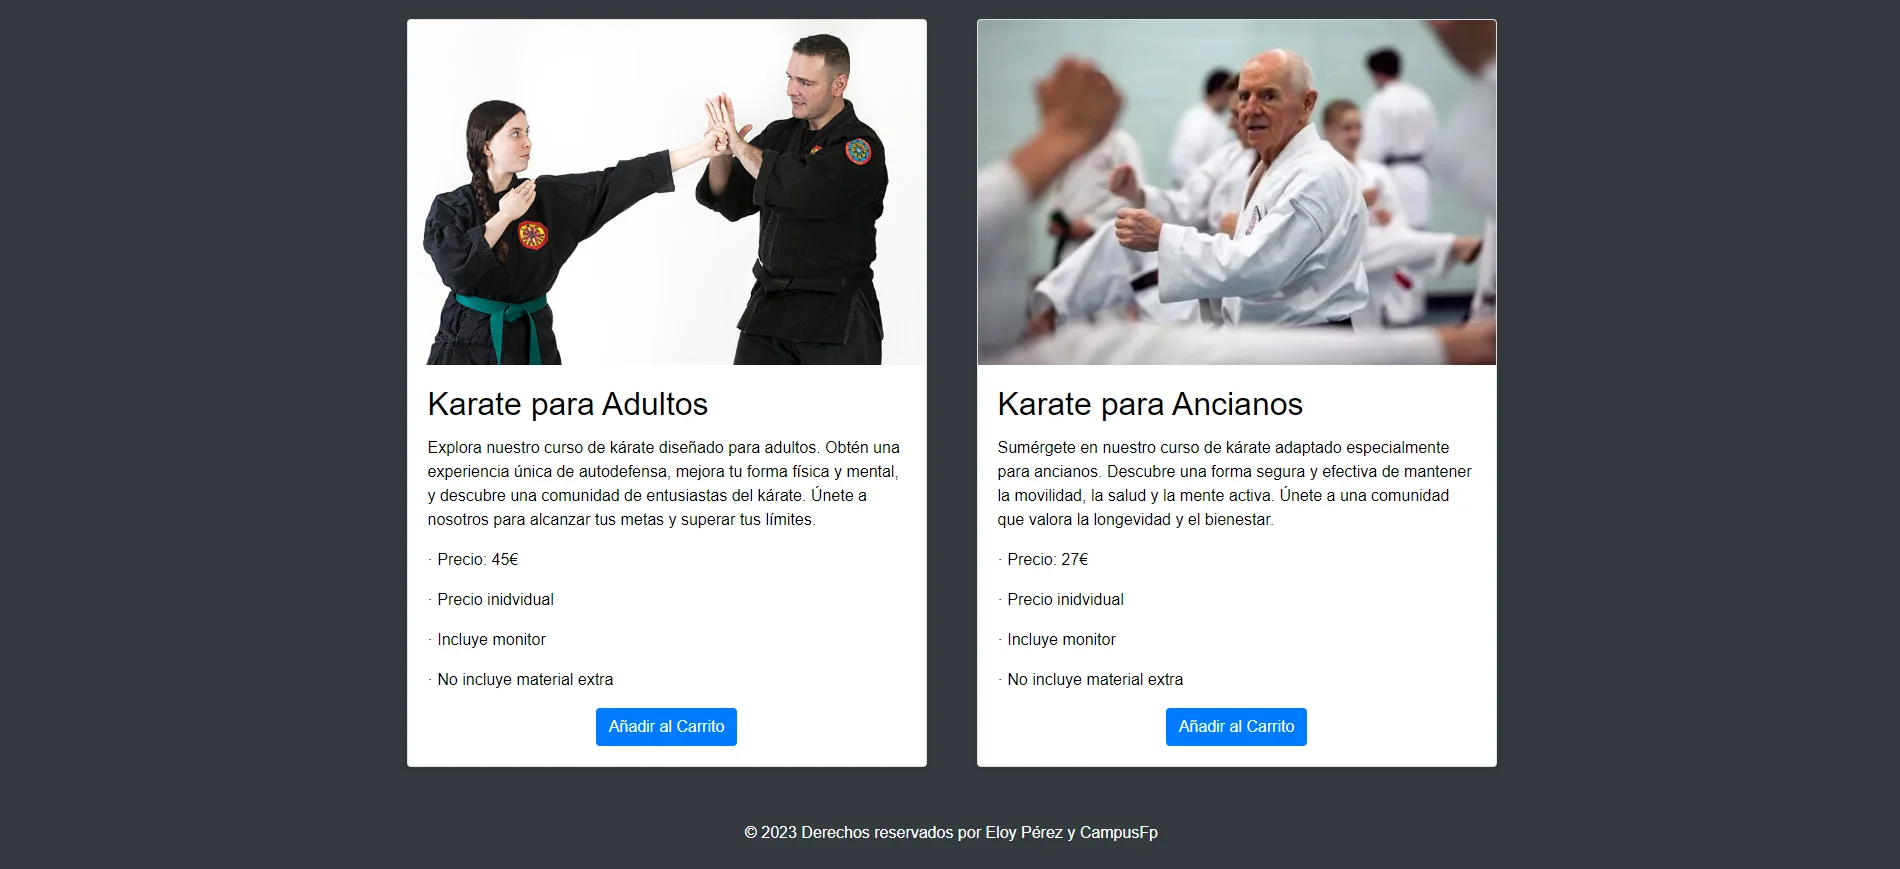 Karate para Adultos
Explora nuestro curso de kárate diseñado para adultos. Obtén una
experiencia única de autodefensa, mejora tu forma física y mental,
y descubre una comunidad de entusiastas del kárate. Únete a
nosotros para alcanzar tus metas y superar tus límites.
· Precio: 45€
· Precio inidvidual
· Incluye monitor
· No incluye material extra
Añadir al Carrito
Karate para Ancianos
Sumérgete en nuestro curso de kárate adaptado especialmente
para ancianos. Descubre una forma segura y efectiva de mantener
la movilidad, la salud y la mente activa. Únete a una comunidad
que valora la longevidad y el bienestar.
· Precio: 27€
· Precio inidvidual
· Incluye monitor
· No incluye material extra
Añadir al Carrito
© 2023 Derechos reservados por Eloy Pérez y CampusFp